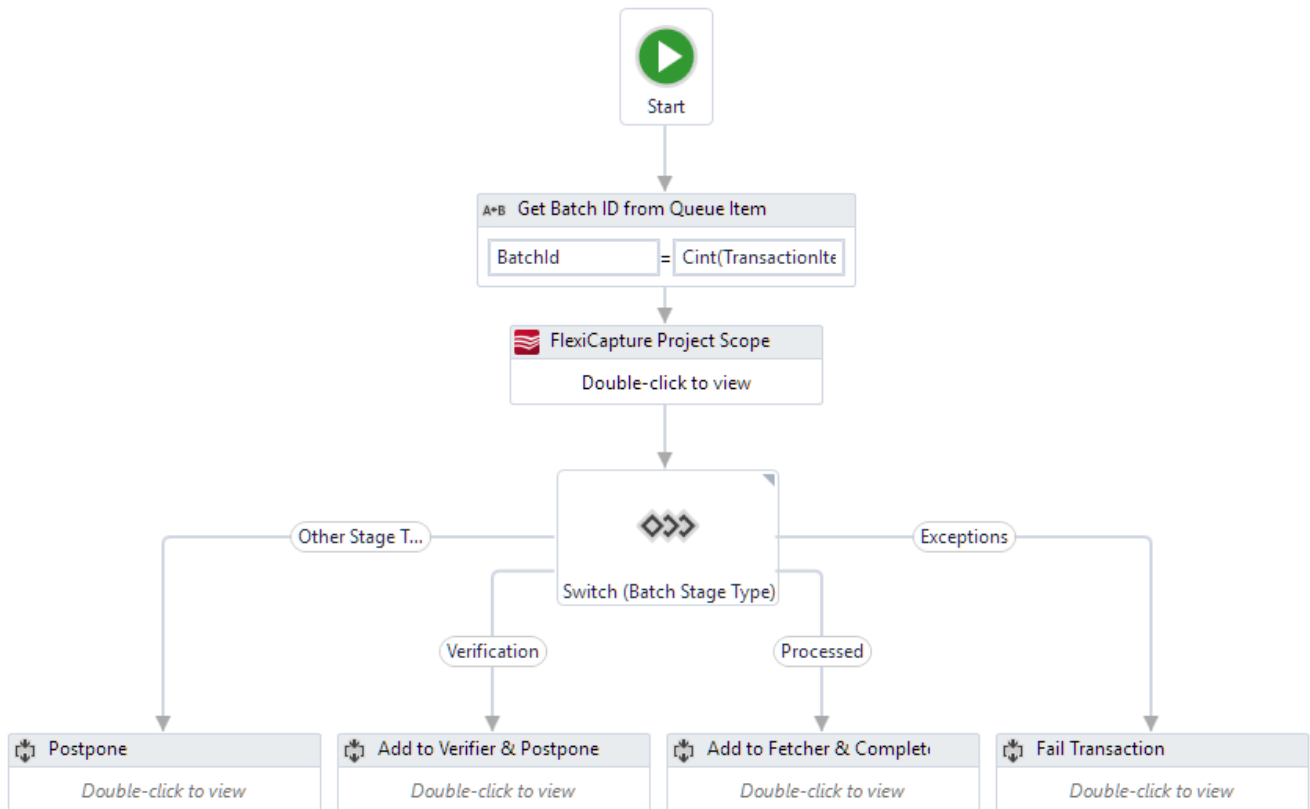 Start
A+B Get Batch ID from Queue Item
BatchId = Cint(TransactionIte
FlexiCapture Project Scope
Double-click to view
Other Stage T...
Exceptions
Switch (Batch Stage Type)
Verification
Processed
Postpone
Add to Verifier & Postpone
Add to Fetcher & Complet
Fail Transaction
Double-click to view
Double-click to view
Double-click to view
Double-click to view